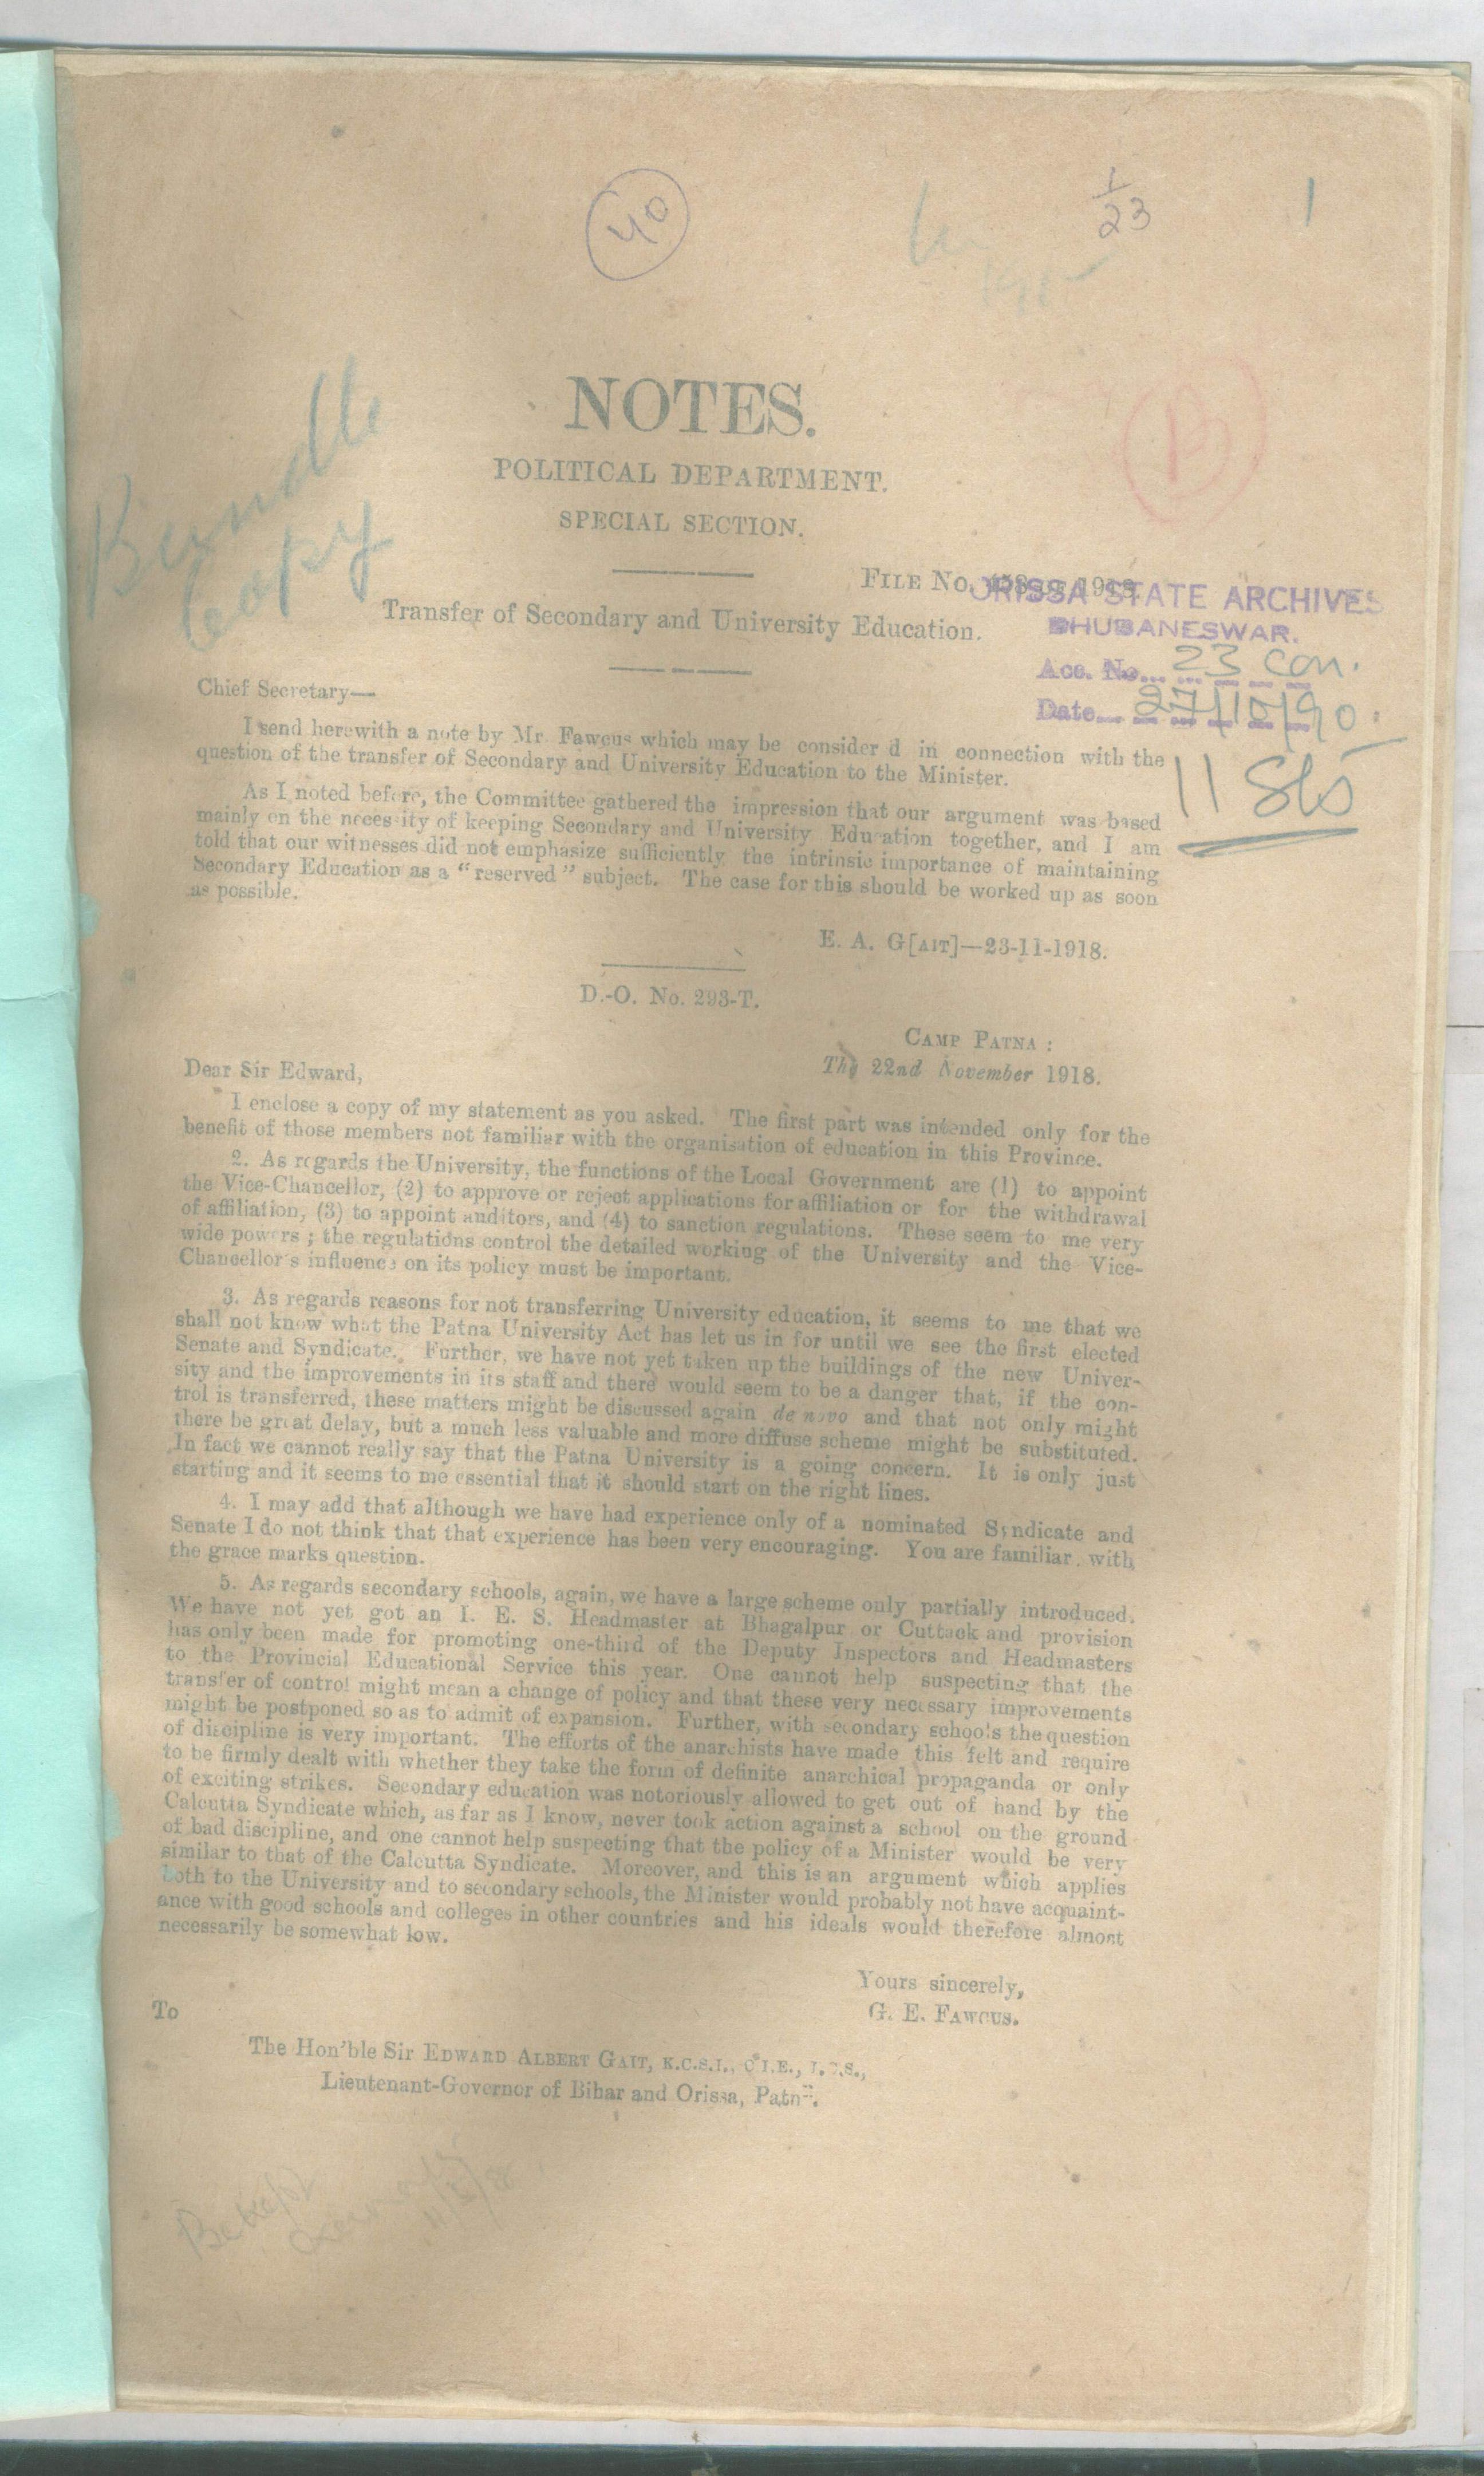 40
1
23
1
NOTES.
POLITICAL DEPARTMENT.
SPECIAL SECTION.
Bundle
Copy
B
FILE No. OF 1918.
ORISSA STATE ARCHIVES
BHUBANESWAR.
Transfer of Secondary and University Education.
Acc. No. 23 Con.
Date 27/10/90.
11 Sls
Chief Secretary—
I send herewith a note by Mr. Fawcus which may be consider d in connection with the
question of the transfer of Secondary and University Education to the Minister.
As I noted before, the Committee gathered the impression that our argument was based
mainly on the necessity of keeping Secondary and University Edu ation together, and I am
told that our witnesses did not emphasize sufficiently the intrinsic importance of maintaining
Secondary Education as a “reserved” subject. The case for this should be worked up as soon
as possible.
E. A. G[AIT]—23-11-1918.
D.-O. No. 293-T.
CAMP PATNA :
The 22nd November 1918.
Dear Sir Edward,
I enclose a copy of my statement as you asked. The first part was intended only for the
benefit of those members not familiar with the organisation of education in this Province.
2. As regards the University, the functions of the Local Government are (1) to appoint
the Vice-Chancellor, (2) to approve or reject applications for affiliation or for the withdrawal
of affiliation, (3) to appoint auditors, and (4) to sanction regulations. These seem to me very
wide powers ; the regulations control the detailed working of the University and the Vice-
Chancellor's influence on its policy must be important.
3. As regards reasons for not transferring University education, it seems to me that we
shall not know what the Patna University Act has let us in for until we see the first elected
Senate and Syndicate. Further, we have not yet taken up the buildings of the new Univer-
sity and the improvements in its staff and there would seem to be a danger that, if the con-
trol is transferred, these matters might be discussed again de novo and that not only might
there be great delay, but a much less valuable and more diffuse scheme might be substituted.
In fact we cannot really say that the Patna University is a going concern. It is only just
starting and it seems to me essential that it should start on the right lines.
4. I may add that although we have had experience only of a nominated Syndicate and
Senate I do not think that that experience has been very encouraging. You are familiar with
the grace marks question.
5. As regards secondary schools, again, we have a large scheme only partially introduced.
We have not yet got an I. E. S. Headmaster at Bhagalpur or Cuttack and provision
has only been made for promoting one-third of the Deputy Inspectors and Headmasters
to the Provincial Educational Service this year. One cannot help suspecting that the
transfer of control might mean a change of policy and that these very necessary improvements
might be postponed so as to admit of expansion. Further, with secondary schools the question
of discipline is very important. The efforts of the anarchists have made this felt and require
to be firmly dealt with whether they take the form of definite anarchical propaganda or only
of exciting strikes. Secondary education was notoriously allowed to get out of hand by the
Calcutta Syndicate which, as far as I know, never took action against a school on the ground
of bad discipline, and one cannot help suspecting that the policy of a Minister would be very
similar to that of the Calcutta Syndicate. Moreover, and this is an argument which applies
both to the University and to secondary schools, the Minister would probably not have acquaint-
ance with good schools and colleges in other countries and his ideals would therefore almost
necessarily be somewhat low.
Yours sincerely,
G. E. FAWCUS.
To
The Hon'ble Sir EDWARD ALBERT GAIT, K.C.S.I., C.I.E., I.C.S.,
Lieutenant-Governor of Bihar and Orissa, Patna.
Be kept